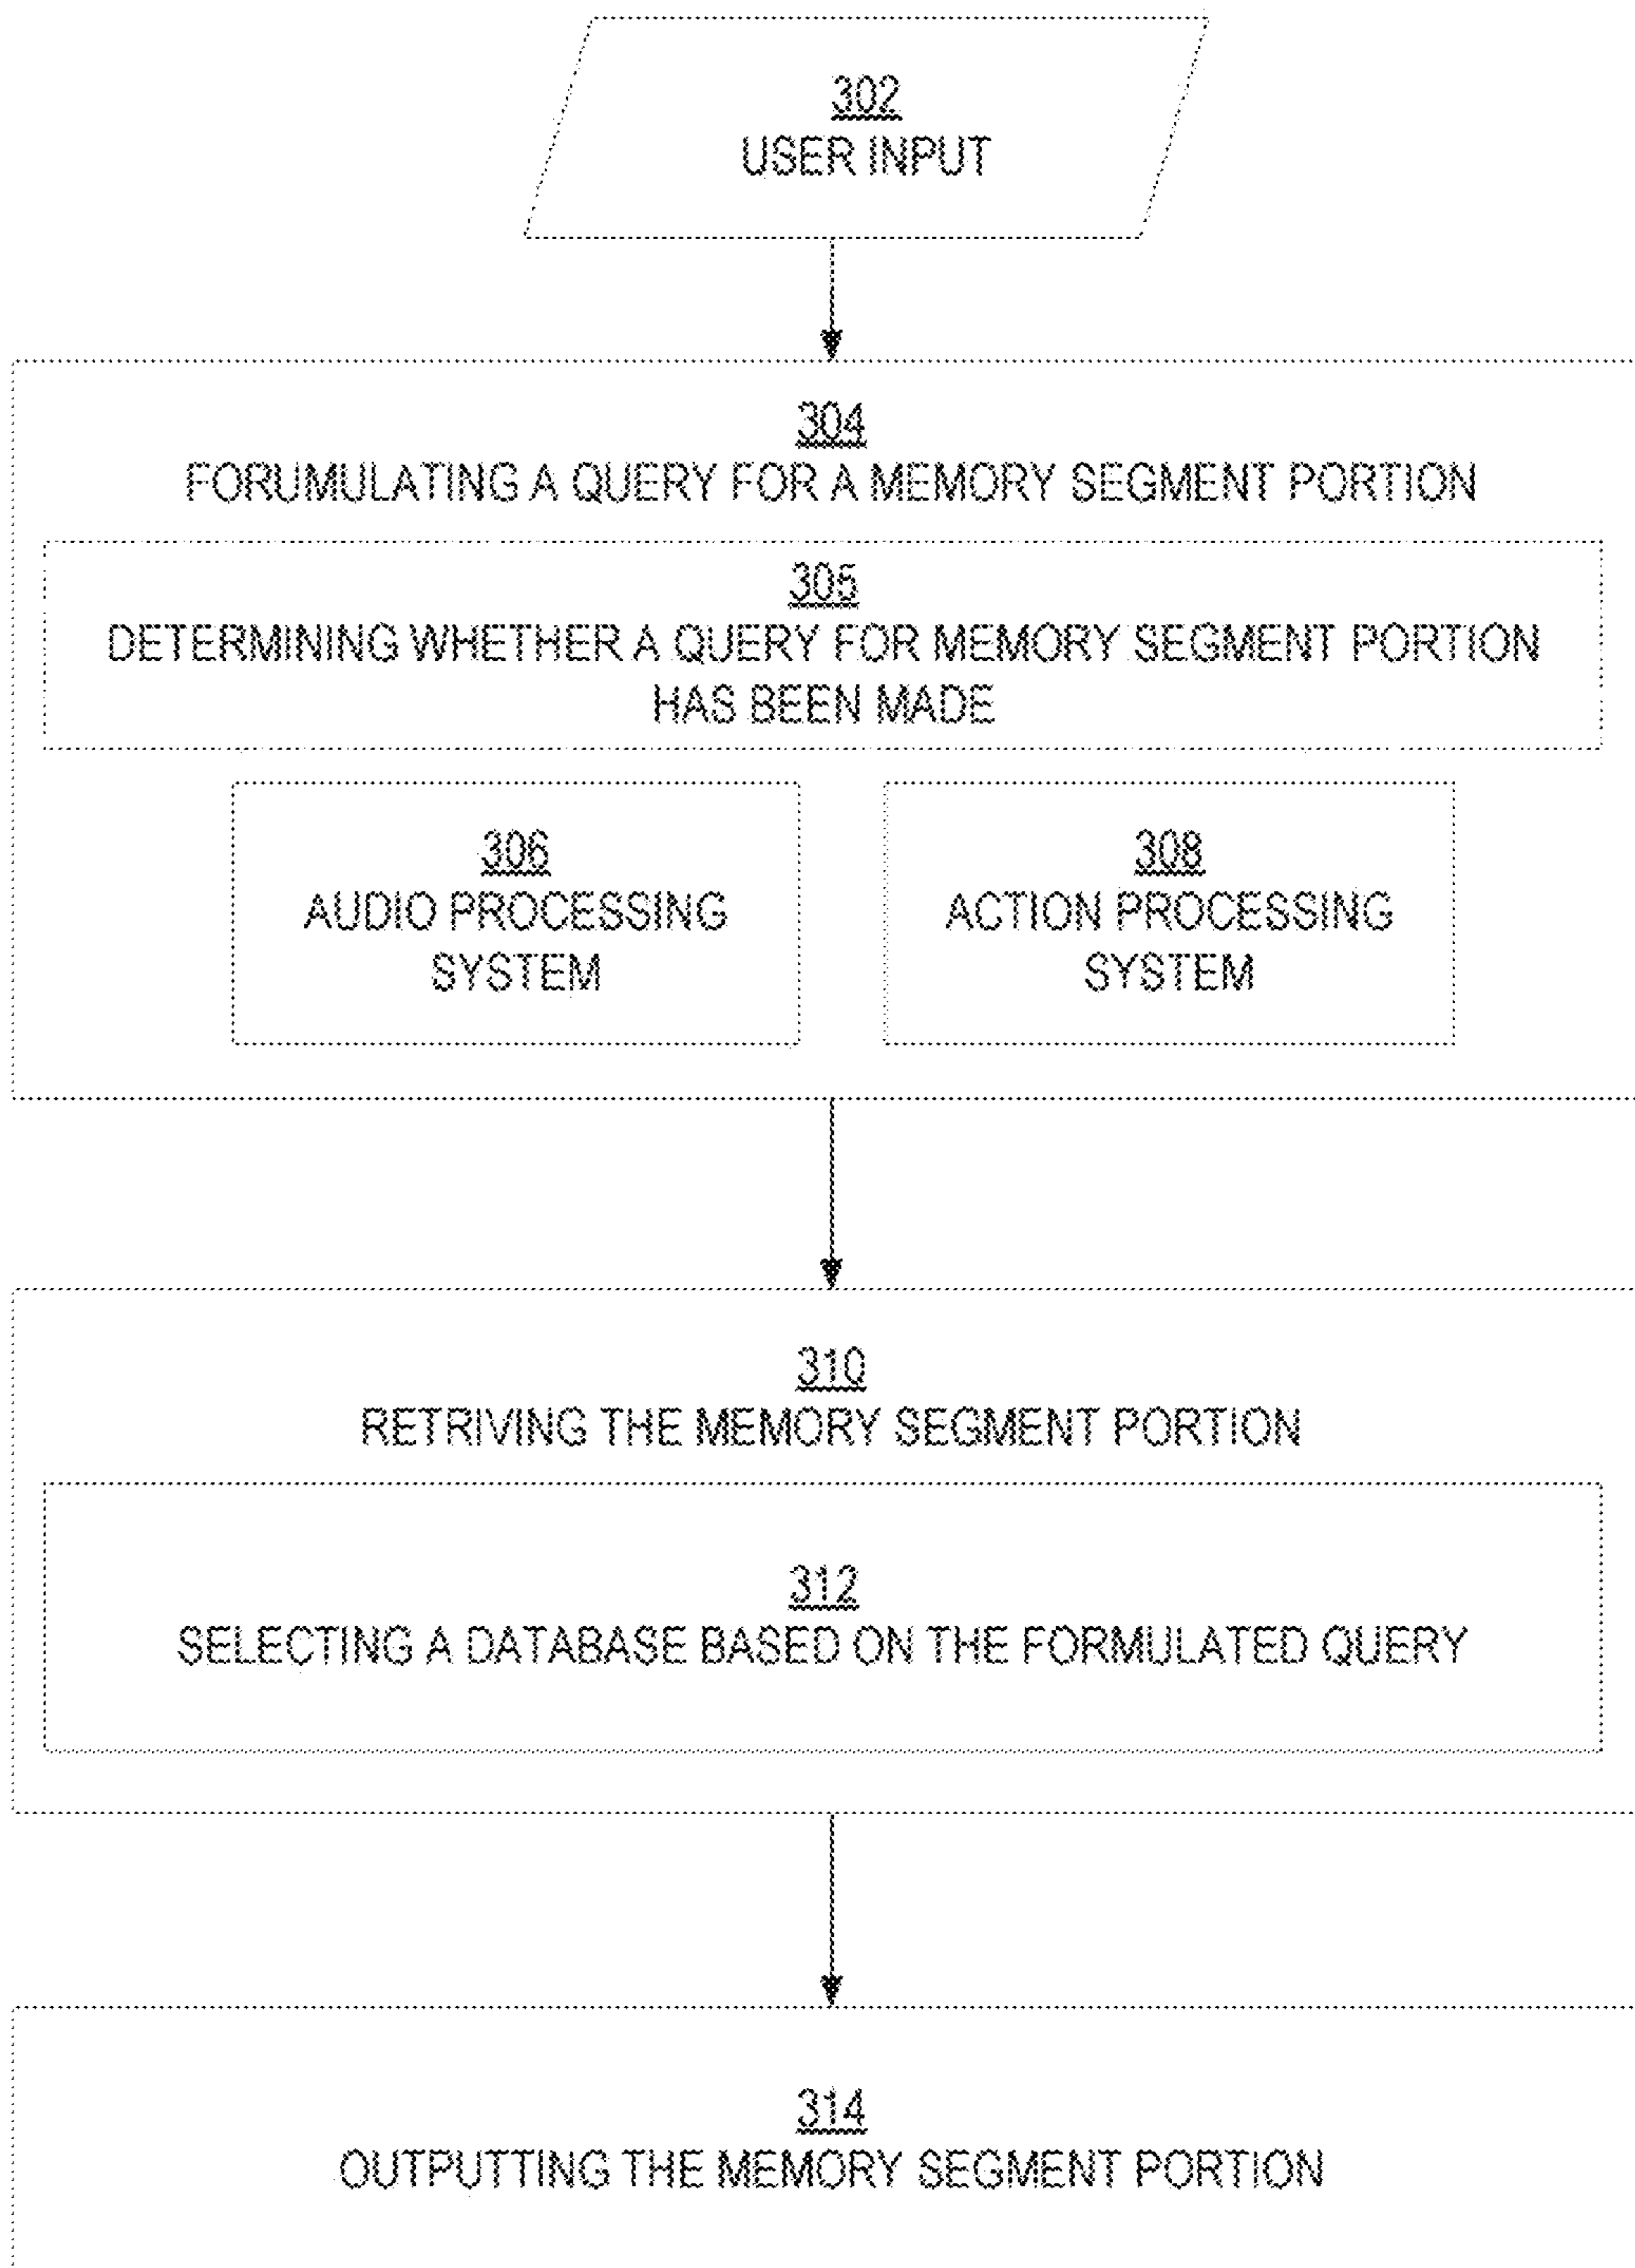 302
USER INPUT
304
FORUMULATING A QUERY FOR A MEMORY SEGMENT PORTION
305
DETERMINING WHETHER A QUERY FOR MEMORY SEGMENT PORTION
HAS BEEN MADE
306
AUDIO PROCESSING
SYSTEM
308
ACTION PROCESSING
SYSTEM
310
RETRIVING THE MEMORY SEGMENT PORTION
312
SELECTING A DATABASE BASED ON THE FORMULATED QUERY
314
OUTPUTTING THE MEMORY SEGMENT PORTION